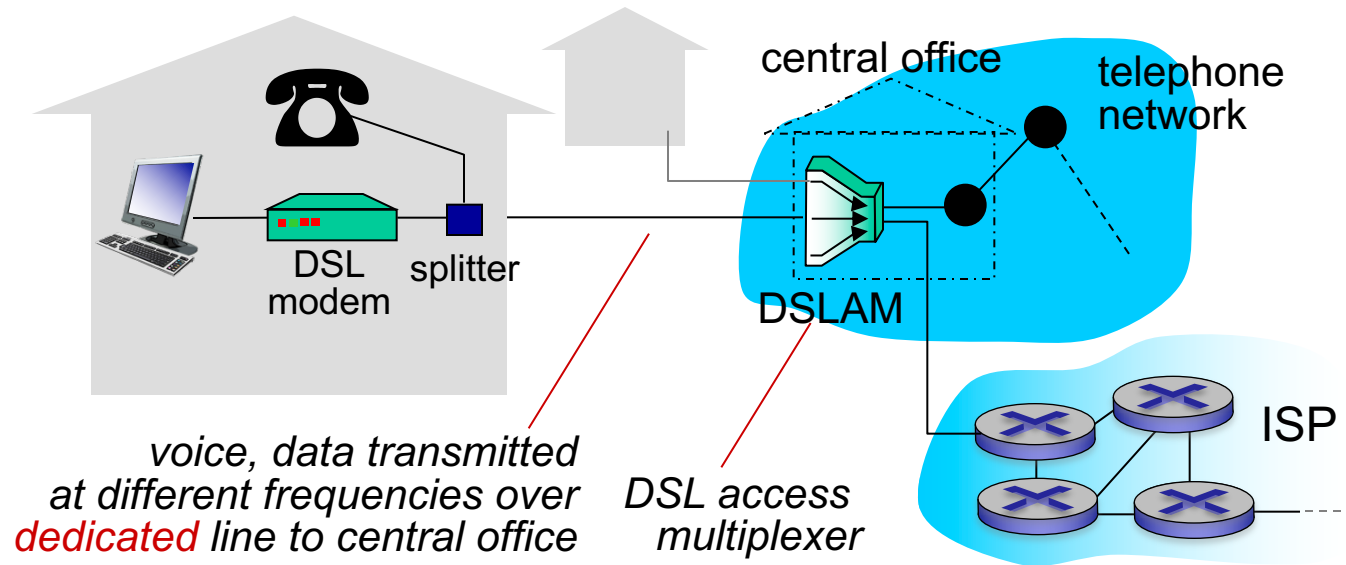 central office
telephone
network
DSL
modem
splitter
DSLAM
ISP
voice, data transmitted
at different frequencies over
dedicated line to central office
DSL access
multiplexer